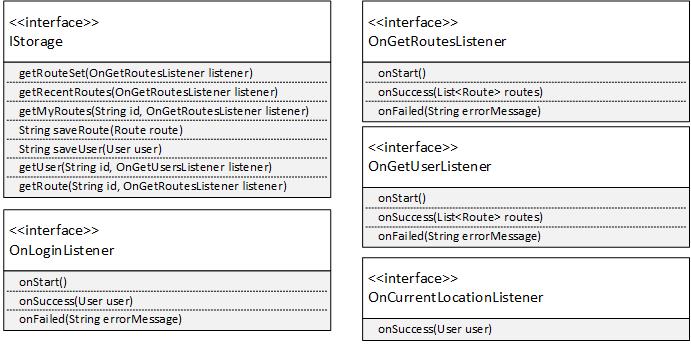 <<interface>>
IStorage
getRouteSet(OnGetRoutesListener listener)
getRecentRoutes(OnGetRoutesListener listener)
getMyRoutes(String id, OnGetRoutesListener listener)
String saveRoute(Route route)
String saveUser(User user)
getUser(String id, OnGetUsersListener listener)
getRoute(String id, OnGetRoutesListener listener)
<<interface>>
OnLoginListener
onStart()
onSuccess(User user)
onFailed(String errorMessage)
<<interface>>
OnGetRoutesListener
onStart()
onSuccess(List<Route> routes)
onFailed(String errorMessage)
<<interface>>
OnGetUserListener
onStart()
onSuccess(List<Route> routes)
onFailed(String errorMessage)
<<interface>>
OnCurrentLocationListener
onSuccess(User user)